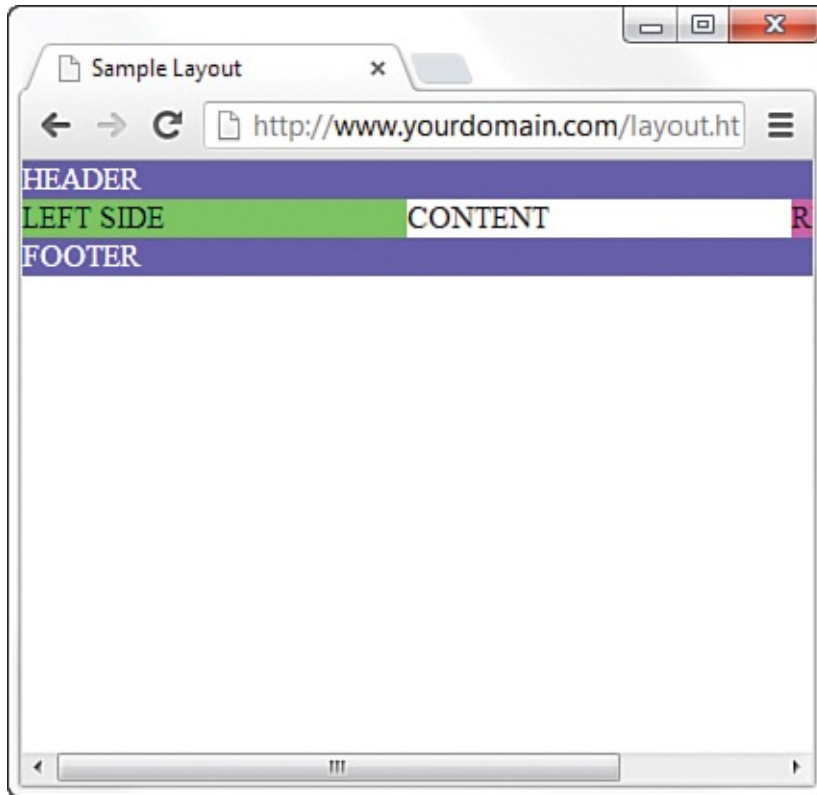 Sample Layout
http://www.yourdomain.com/layout.ht
HEADER
LEFT SIDE CONTENT R
FOOTER